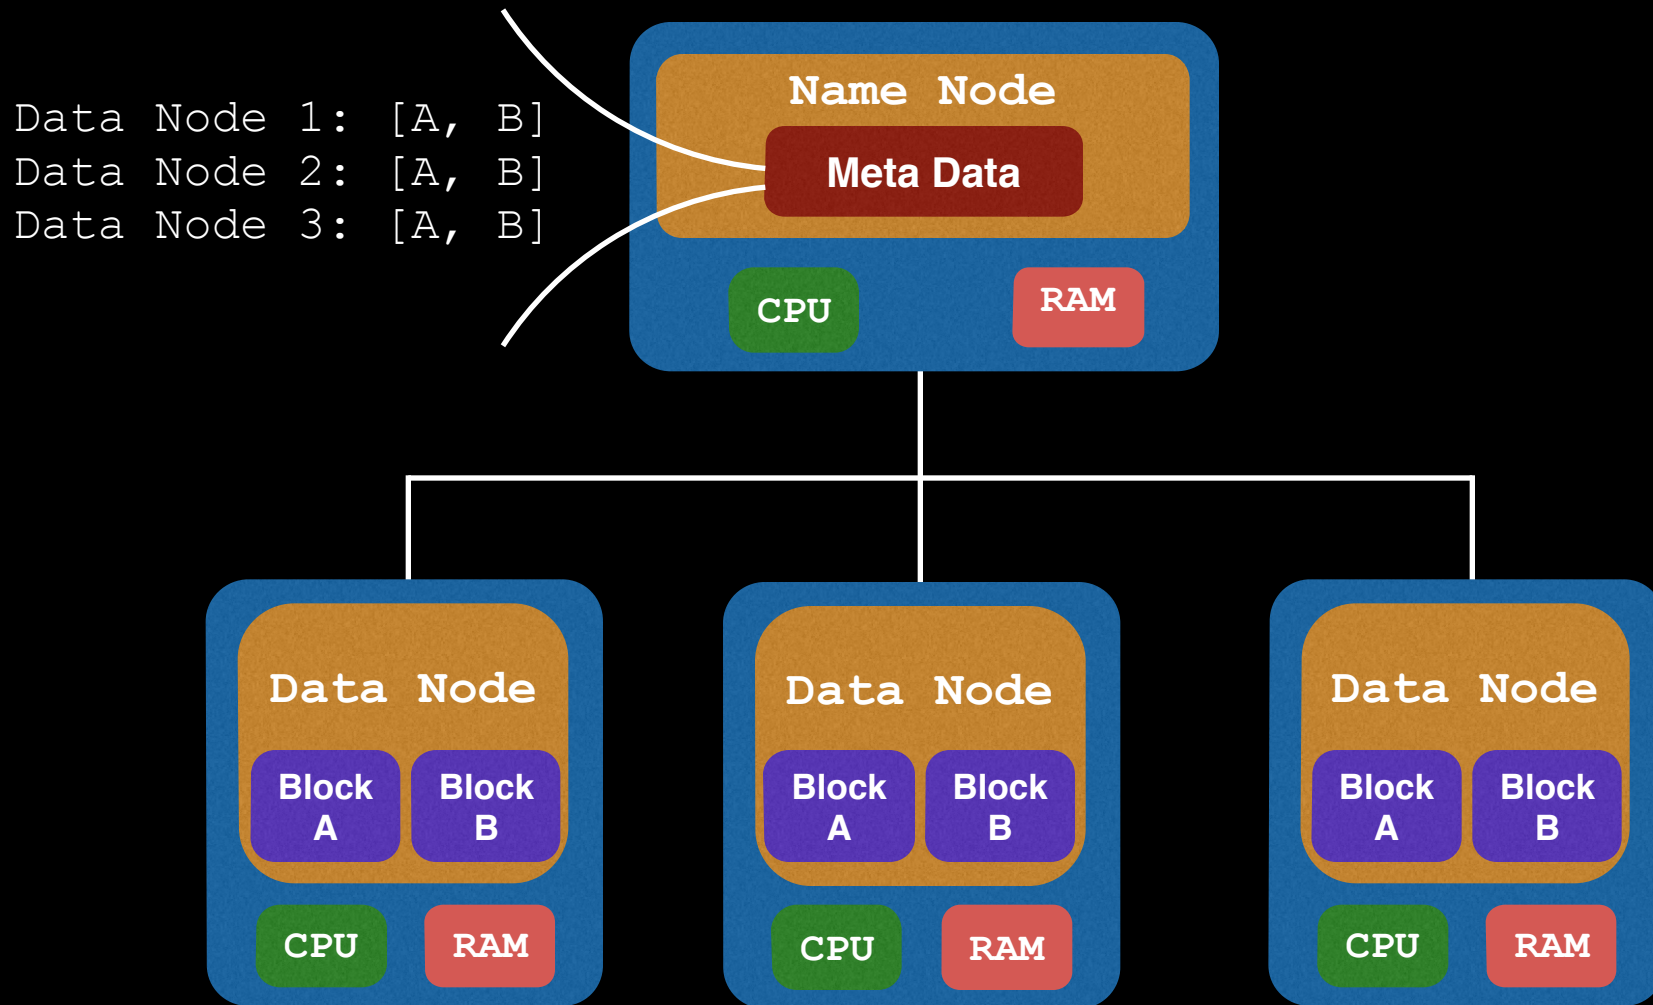 Name Node
Meta Data
Data Node 1: [A, B]
Data Node 2: [A, B]
Data Node 3: [A, B]
CPU
RAM
Data Node
Block
A
Block
B
CPU
RAM
Data Node
Block
A
Block
B
CPU
RAM
Data Node
Block
A
Block
B
CPU
RAM